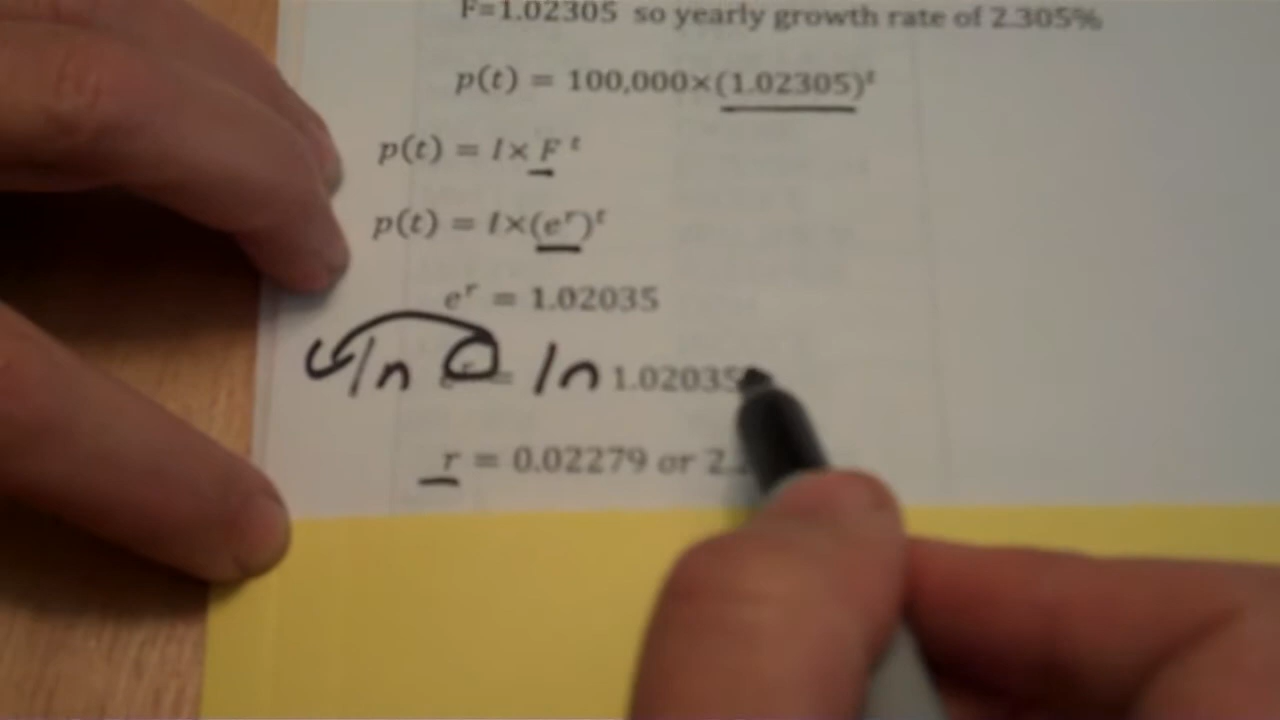 F=1.02305 so yearly growth rate of 2.305%
p(t) = 100,000×(1.02305)ᵗ
p(t) = I× F ᵗ
p(t) = I×(eʳ)ᵗ
eʳ = 1.02035
ln = ln 1.02035
r = 0.02279 or